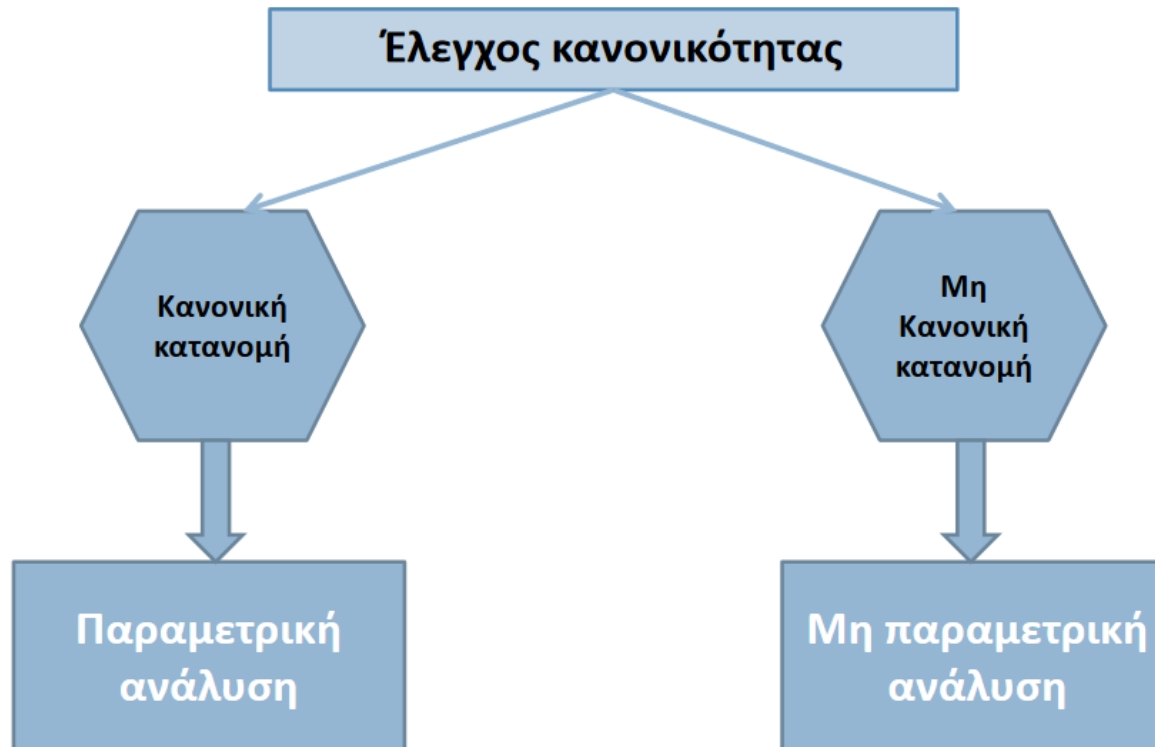 Έλεγχος κανονικότητας
Κανονική
κατανομή
Μη
Κανονική
κατανομή
Παραμετρική
ανάλυση
Μη παραμετρική
ανάλυση